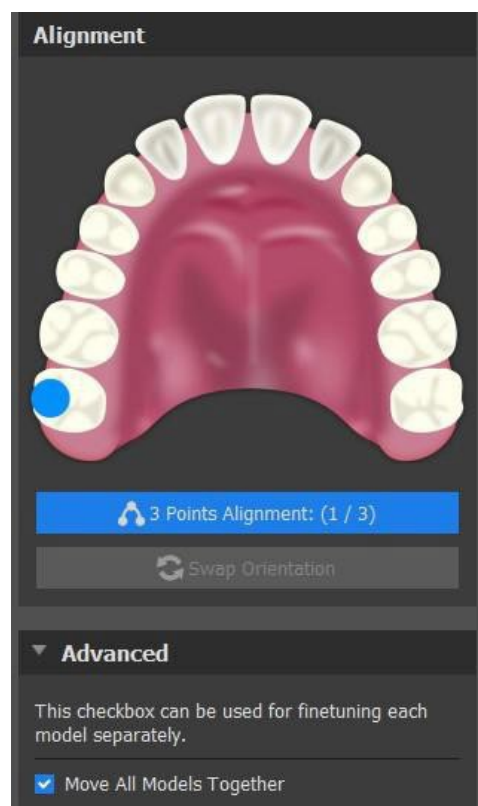 Alignment
3 Points Alignment: (1 / 3)
Swap Orientation
Advanced
This checkbox can be used for finetuning each
model separately.
Move All Models Together